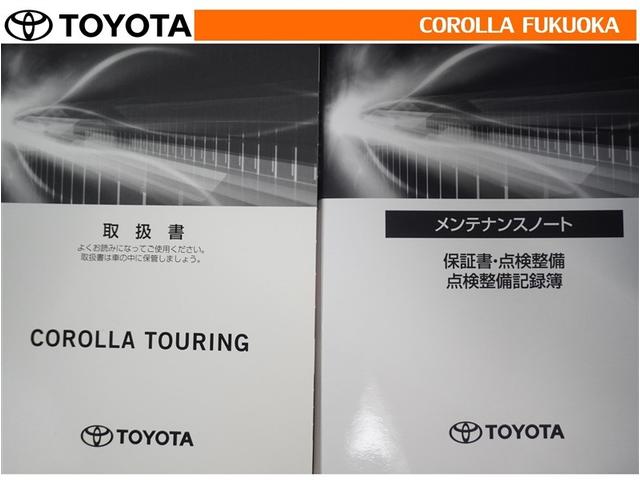 TOYOTA
COROLLA FUKUOKA
取扱書
よくお読みになってご使用ください。
取扱書は車の中に保管しましょう。
COROLLA TOURING
TOYOTA
メンテナンスノート
保証書・点検整備
点検整備記録簿
TOYOTA